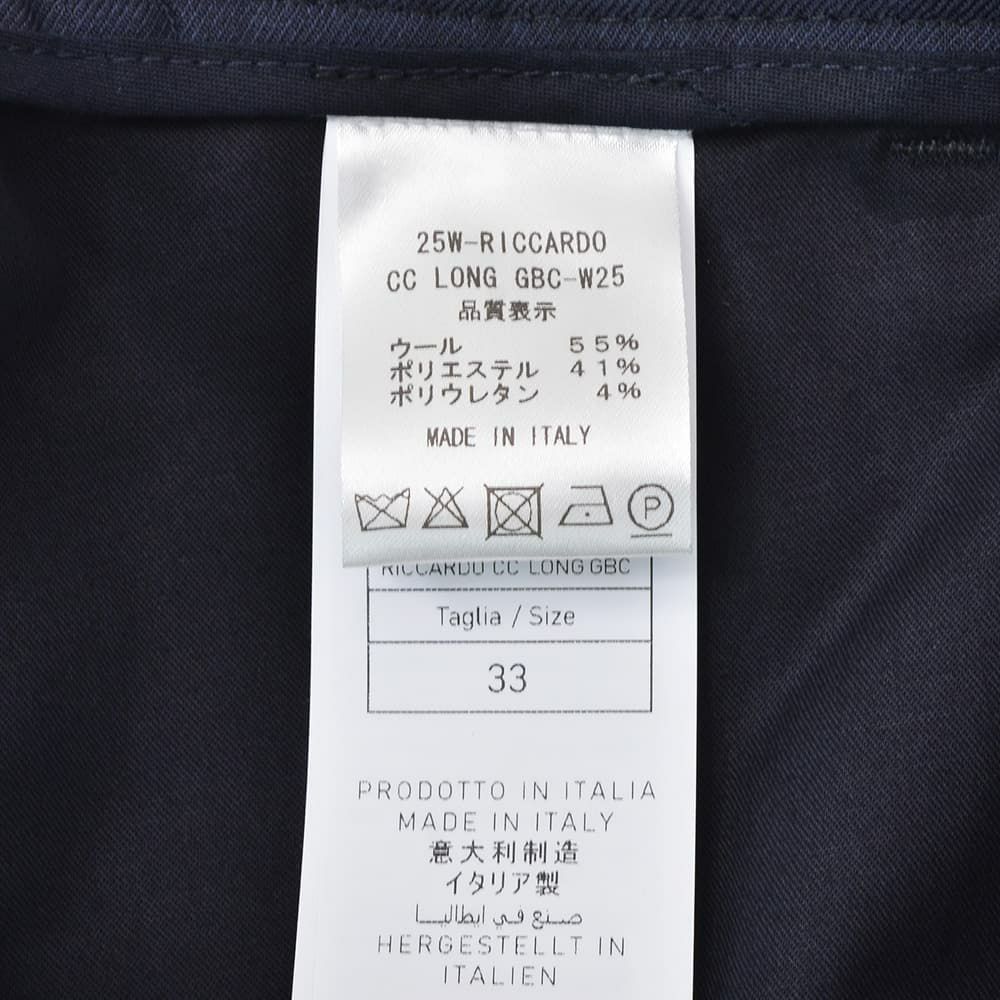 25W-RICCARDO
CC LONG GBC-W25
品質表示
ウール 55%
ポリエステル 41%
ポリウレタン 4%
MADE IN ITALY
P
RICCARDO CC LONG GBC
Taglia / Size
33
PRODOTTO IN ITALIA
MADE IN ITALY
意大利制造
イタリア製
صنع في ايطاليا
HERGESTELLT IN
ITALIEN